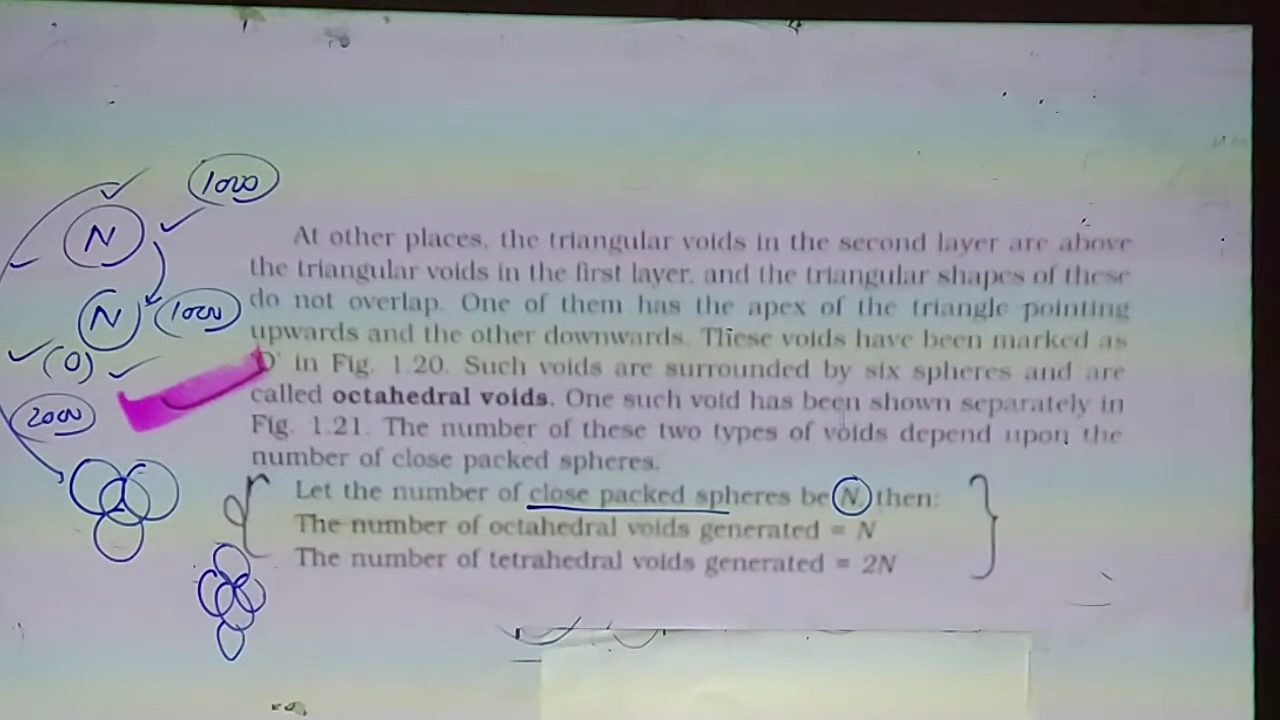 1000
N
At other places, the triangular voids in the second layer are above
the triangular voids in the first layer, and the triangular shapes of these
do not overlap. One of them has the apex of the triangle pointing
N 1000
upwards and the other downwards. These voids have been marked as
(O)
'O' in Fig. 1.20. Such voids are surrounded by six spheres and are
called octahedral voids. One such void has been shown separately in
2000
Fig. 1.21. The number of these two types of voids depend upon the
number of close packed spheres.
Let the number of close packed spheres be N, then:
The number of octahedral voids generated = N
The number of tetrahedral voids generated = 2N